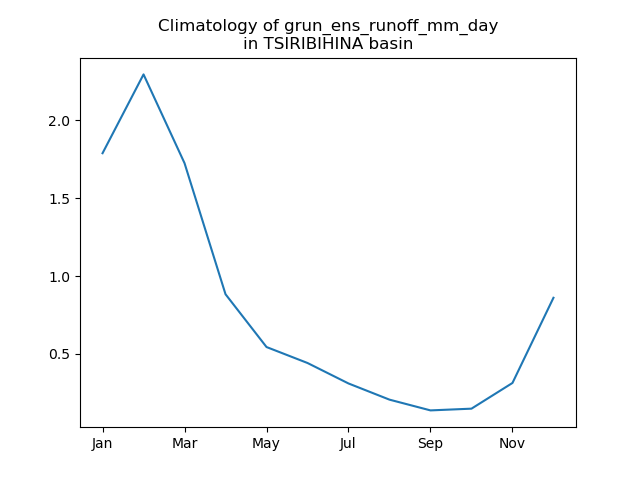 Climatology of grun_ens_runoff_mm_day
in TSIRIBIHINA basin
2.0
1.5
1.0
0.5
Jan Mar May Jul Sep Nov